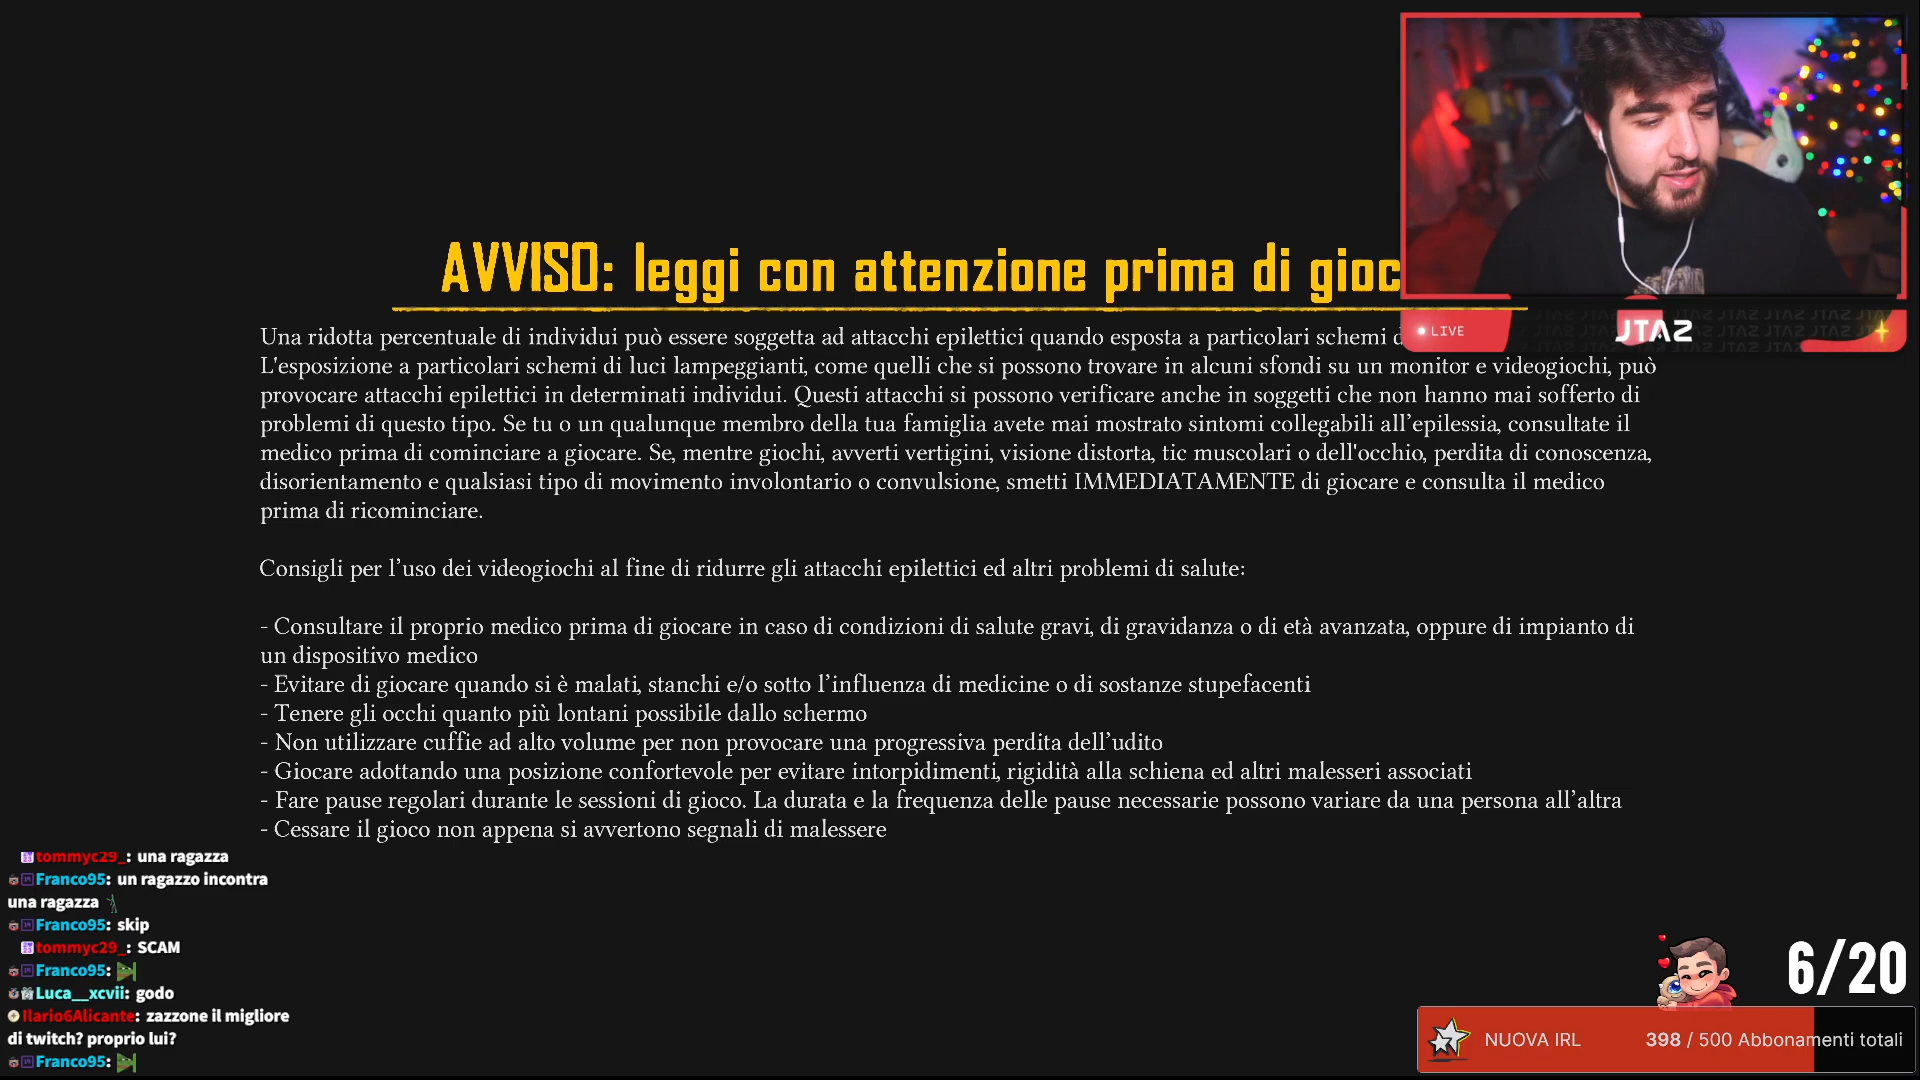 AVVISO: leggi con attenzione prima di gioc
Una ridotta percentuale di individui può essere soggetta ad attacchi epilettici quando esposta a particolari schemi
L'esposizione a particolari schemi di luci lampeggianti, come quelli che si possono trovare in alcuni sfondi su un monitor e videogiochi, può
provocare attacchi epilettici in determinati individui. Questi attacchi si possono verificare anche in soggetti che non hanno mai sofferto di
problemi di questo tipo. Se tu o un qualunque membro della tua famiglia avete mai mostrato sintomi collegabili all’epilessia, consultate il
medico prima di cominciare a giocare. Se, mentre giochi, avverti vertigini, visione distorta, tic muscolari o dell'occhio, perdita di conoscenza,
disorientamento e qualsiasi tipo di movimento involontario o convulsione, smetti IMMEDIATAMENTE di giocare e consulta il medico
prima di ricominciare.
Consigli per l’uso dei videogiochi al fine di ridurre gli attacchi epilettici ed altri problemi di salute:
- Consultare il proprio medico prima di giocare in caso di condizioni di salute gravi, di gravidanza o di età avanzata, oppure di impianto di
un dispositivo medico
- Evitare di giocare quando si è malati, stanchi e/o sotto l’influenza di medicine o di sostanze stupefacenti
- Tenere gli occhi quanto più lontani possibile dallo schermo
- Non utilizzare cuffie ad alto volume per non provocare una progressiva perdita dell’udito
- Giocare adottando una posizione confortevole per evitare intorpidimenti, rigidità alla schiena ed altri malesseri associati
- Fare pause regolari durante le sessioni di gioco. La durata e la frequenza delle pause necessarie possono variare da una persona all’altra
- Cessare il gioco non appena si avvertono segnali di malessere
LIVE
JTAZ
tommyc29_: una ragazza
Franco95: un ragazzo incontra
una ragazza
Franco95: skip
tommyc29_: SCAM
Franco95:
Luca__xcvii: godo
Ilario6Alicante: zazzone il migliore
di twitch? proprio lui?
Franco95:
6/20
NUOVA IRL 398 / 500 Abbonamenti totali